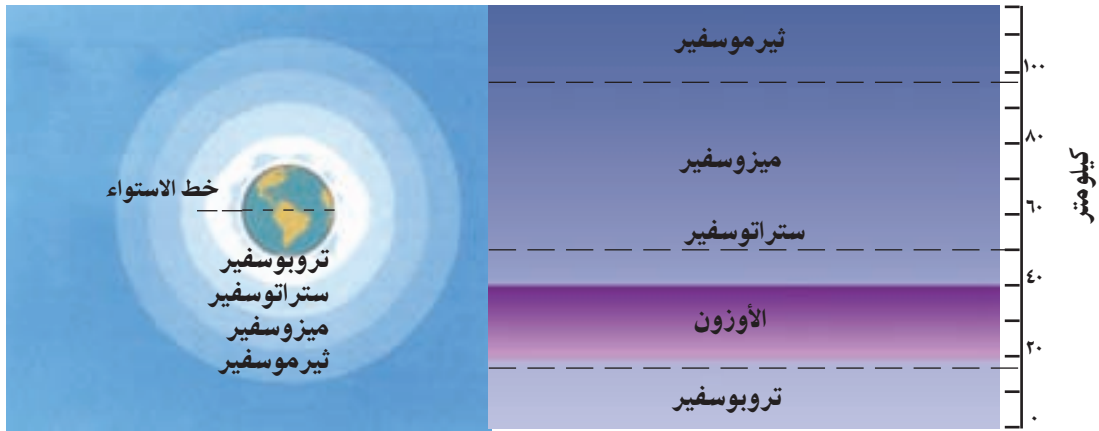 ثيرموسفير
ميزوسفير
ستراتوسفير
الأوزون
تروبوسفير
١٠٠
٨٠
٦٠
٤٠
٢٠
٠
كيلومتر
خط الاستواء
تروبوسفير
ستراتوسفير
ميزوسفير
ثيرموسفير